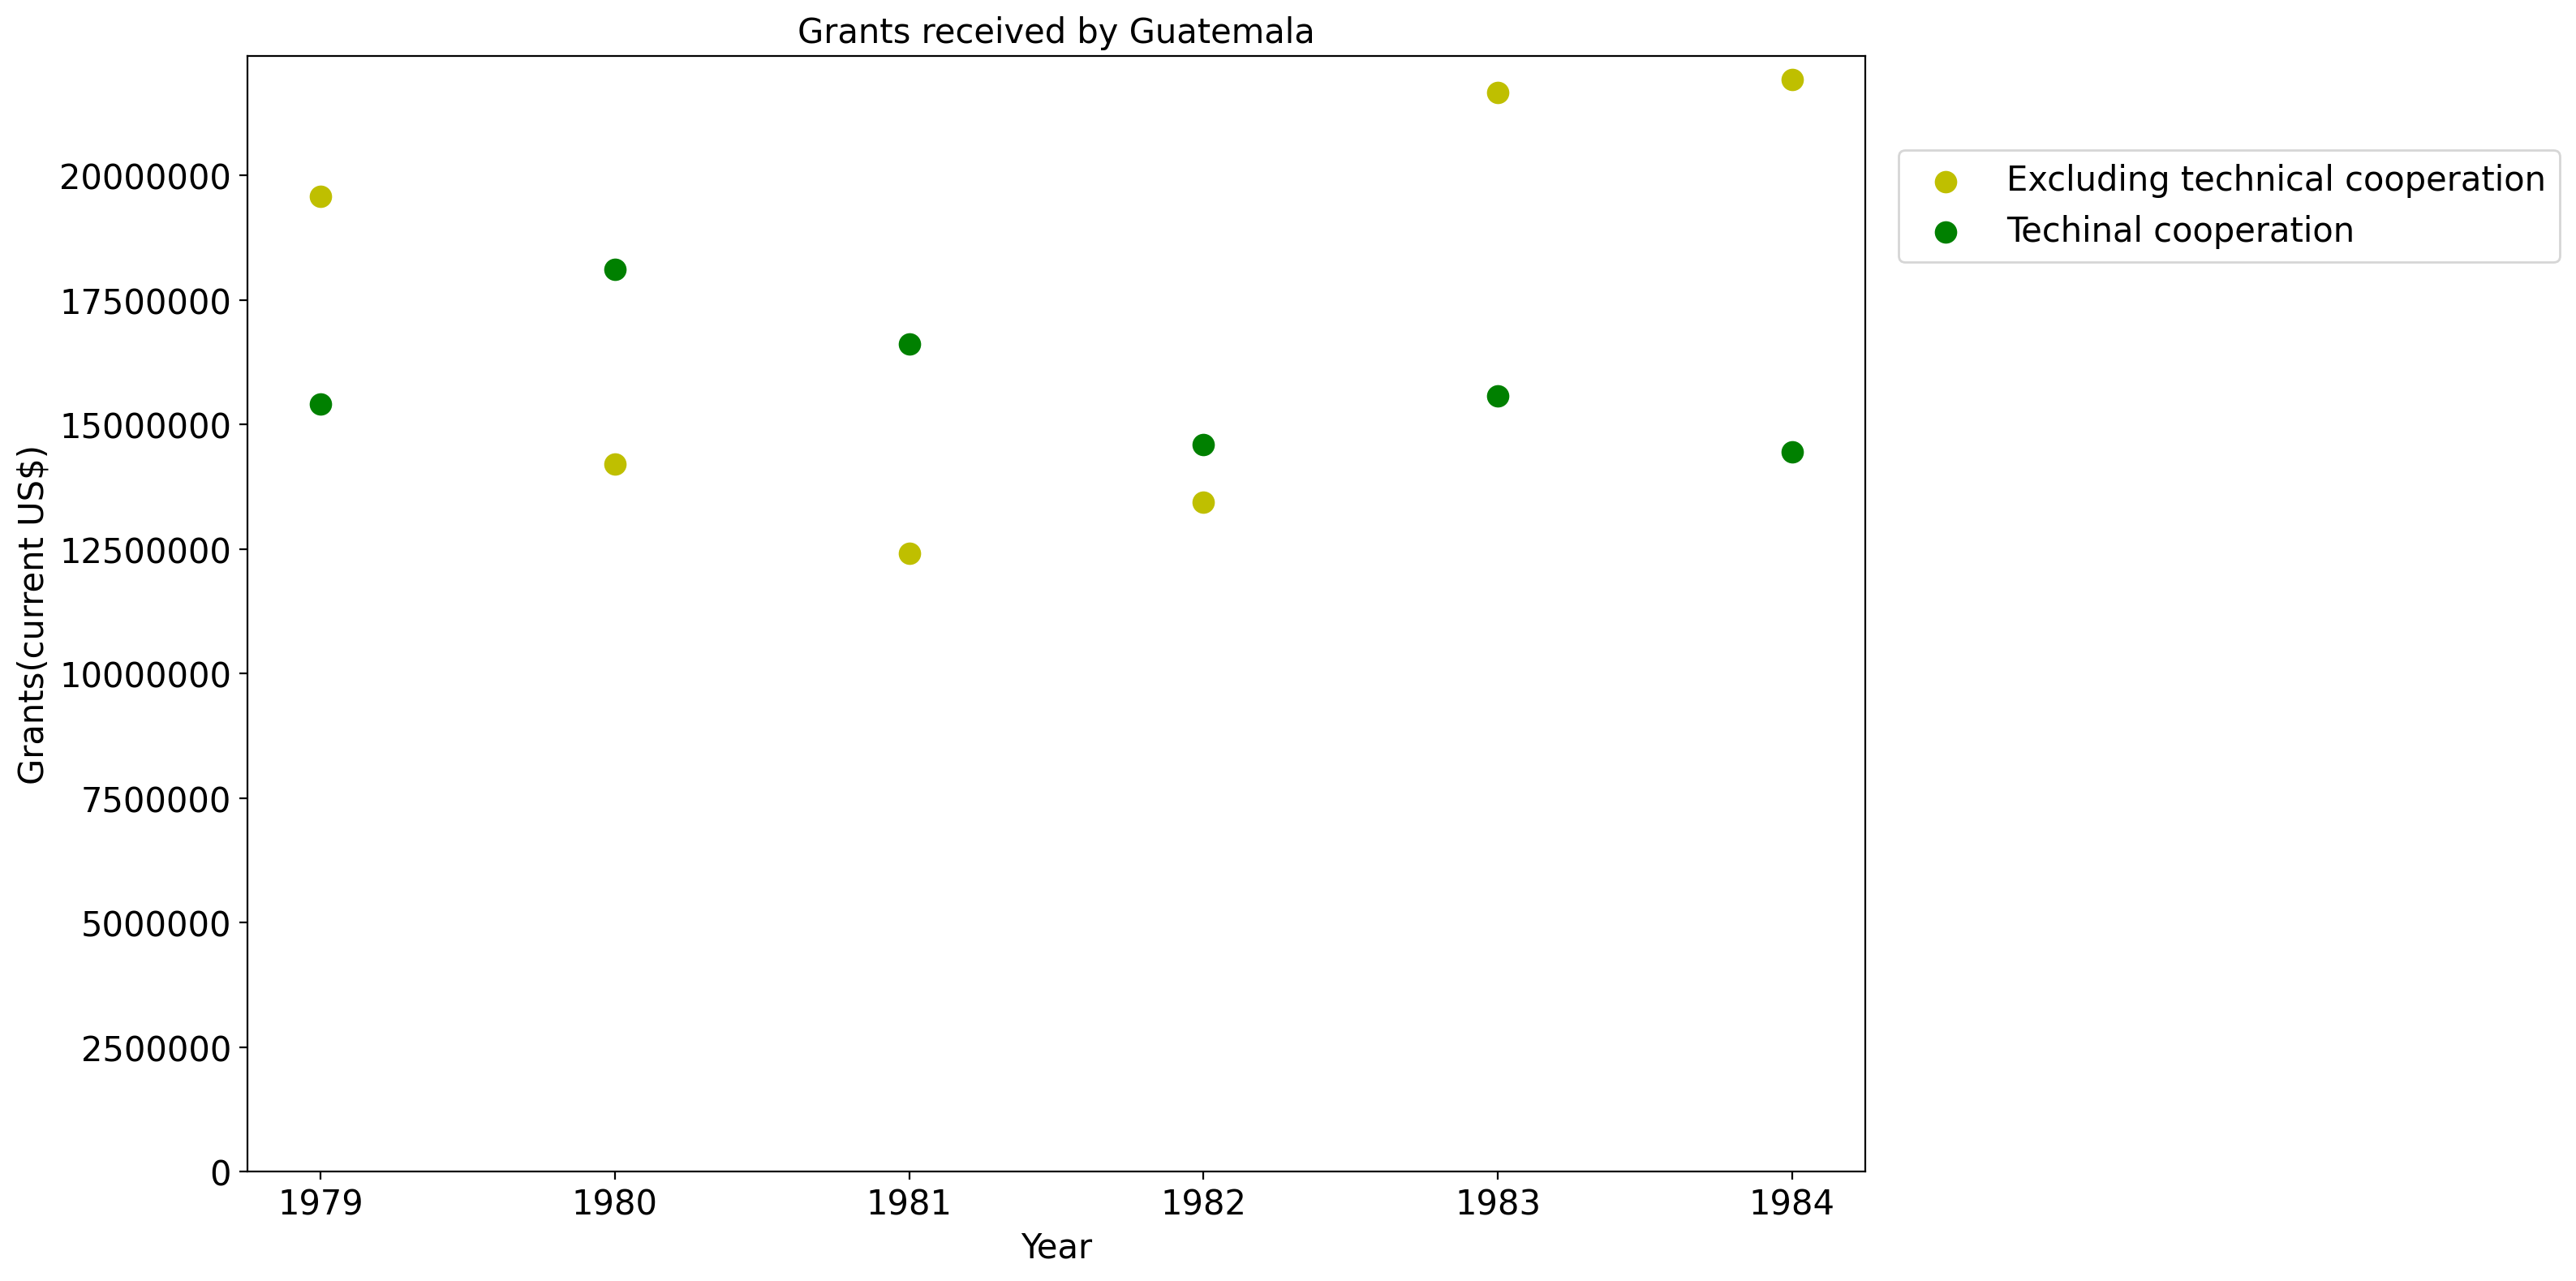 Grants received by Guatemala
Grants(current US$)
20000000
17500000
15000000
12500000
10000000
7500000
5000000
2500000
0
1979 1980 1981 1982 1983 1984
Year
Excluding technical cooperation
Techinal cooperation